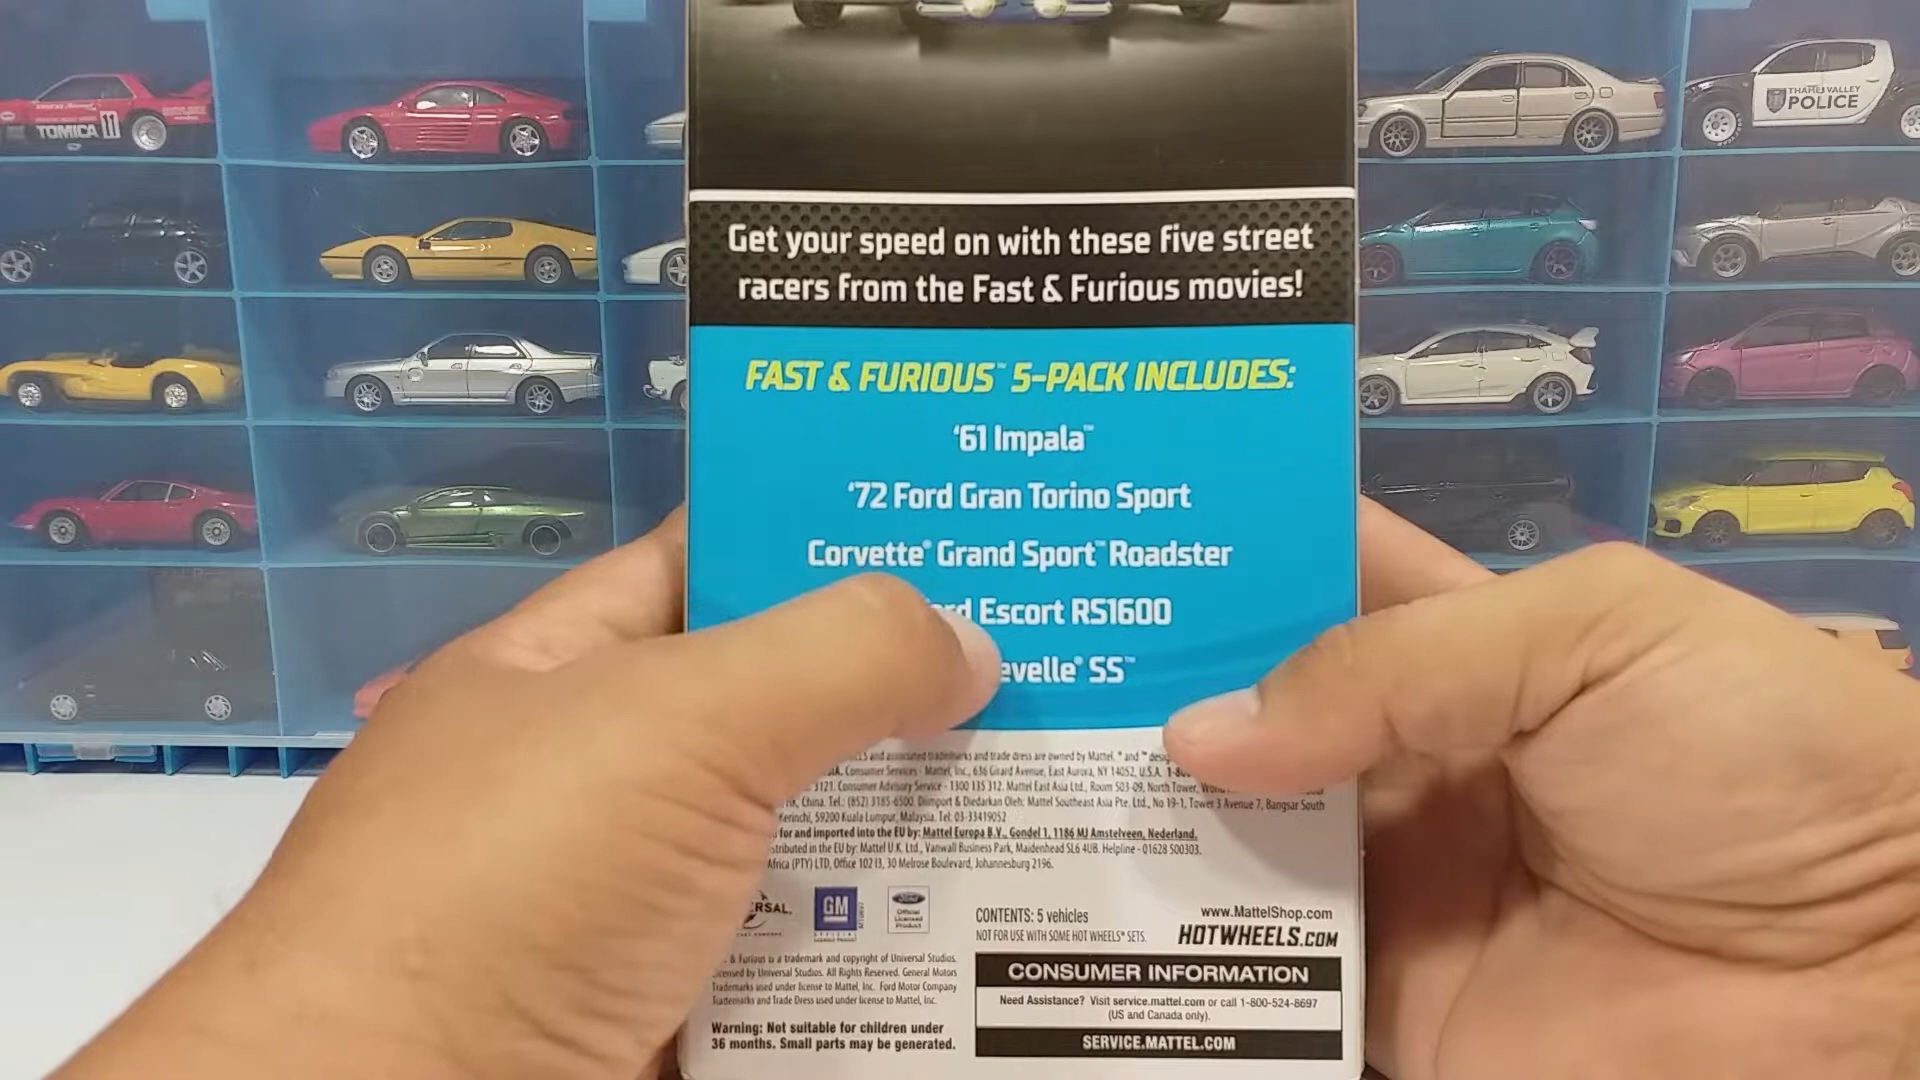 TOMICA 11
THAMES VALLEY
POLICE
Get your speed on with these five street
racers from the Fast & Furious movies!
FAST & FURIOUS™ 5-PACK INCLUDES:
'61 Impala™
'72 Ford Gran Torino Sport
Corvette® Grand Sport™ Roadster
Escort RS1600
SS™
and associated trademarks and trade dress are owned by Mattel.
Consumer Services - Mattel, Inc., 636 Girard Avenue, East Aurora, NY 14052, U.S.A.
3121. Consumer Advisory Service - 1300 135 312. Mattel East Asia Ltd., Room 503-09, North Tower,
China. Tel.: (852) 3185-6500. Diimport & Diedarkan Oleh: Mattel Southeast Asia Pte. Ltd., No 19-1, Tower 3 Avenue 7, Bangsar South
Kerinchi, 59200 Kuala Lumpur, Malaysia. Tel: 03-33419052
for and imported into the EU by: Mattel Europa B.V., Gondel 1, 1186 MJ Amstelveen, Nederland.
in the EU by: Mattel U.K. Ltd., Vanwall Business Park, Maidenhead SL6 4UB. Helpline - 01628 500303.
Africa (PTY) LTD, Office 102 I3, 30 Melrose Boulevard, Johannesburg 2196.
GM
Ford
Official
Licensed
Product
CONTENTS: 5 vehicles
NOT FOR USE WITH SOME HOT WHEELS® SETS.
www.MattelShop.com
HOTWHEELS.COM
& Furious is a trademark and copyright of Universal Studios.
Licensed by Universal Studios. All Rights Reserved. General Motors
Trademarks used under license to Mattel, Inc. Ford Motor Company
Trademarks and Trade Dress used under license to Mattel, Inc.
Warning: Not suitable for children under
36 months. Small parts may be generated.
CONSUMER INFORMATION
Need Assistance? Visit service.mattel.com or call 1-800-524-8697
(US and Canada only).
SERVICE.MATTEL.COM